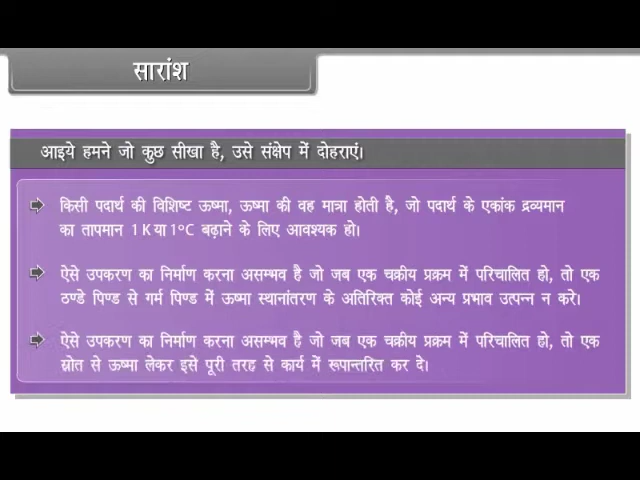 सारांश
आइये हमने जो कुछ सीखा है, उसे संक्षेप में दोहराएं।
किसी पदार्थ की विशिष्ट ऊष्मा, ऊष्मा की वह मात्रा होती है, जो पदार्थ के एकांक द्रव्यमान
का तापमान 1 K या 1°C बढ़ाने के लिए आवश्यक हो।
ऐसे उपकरण का निर्माण करना असम्भव है जो जब एक चक्रीय प्रक्रम में परिचालित हो, तो एक
ठण्डे पिण्ड से गर्म पिण्ड में ऊष्मा स्थानांतरण के अतिरिक्त कोई अन्य प्रभाव उत्पन्न न करे।
ऐसे उपकरण का निर्माण करना असम्भव है जो जब एक चक्रीय प्रक्रम में परिचालित हो, तो एक
स्रोत से ऊष्मा लेकर इसे पूरी तरह से कार्य में रूपान्तरित कर दे।